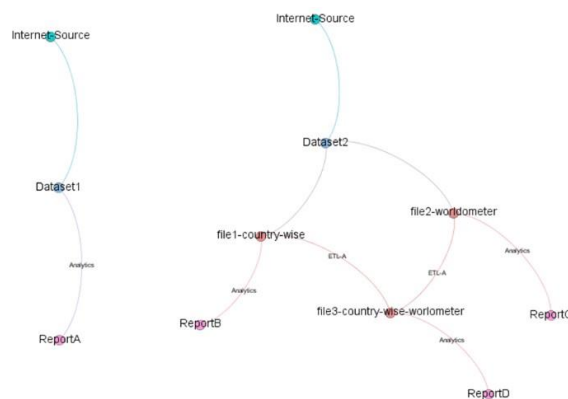 Internet-Source
Dataset1
Analytics
ReportA
Internet-Source
Dataset2
file2-worldometer
file1-country-wise
ETL-A
Analytics
ETL-A
Analytics
file3-country-wise-worlometer
ReportB
Analytics
ReportD